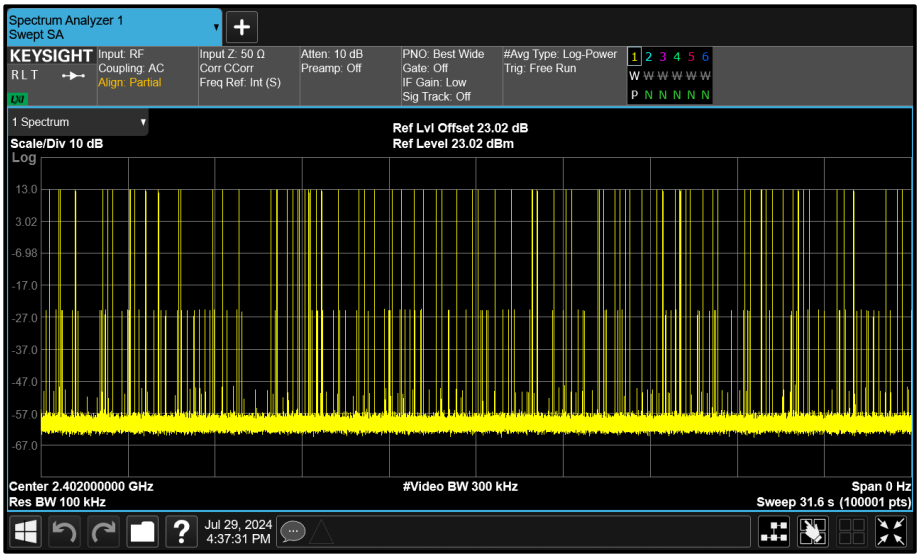 Spectrum Analyzer 1
Swept SA
+
KEYSIGHT Input: RF Input Z: 50 Ω Atten: 10 dB PNO: Best Wide #Avg Type: Log-Power 1 2 3 4 5 6
RLT Coupling: AC Corr CCorr Preamp: Off Gate: Off Trig: Free Run W W W W W W
Align: Partial Freq Ref: Int (S) IF Gain: Low
LXI Sig Track: Off P N N N N N
1 Spectrum
Ref Lvl Offset 23.02 dB
Scale/Div 10 dB Ref Level 23.02 dBm
Log
13.0
3.02
-6.98
-17.0
-27.0
-37.0
-47.0
-57.0
-67.0
Center 2.402000000 GHz #Video BW 300 kHz Span 0 Hz
Res BW 100 kHz Sweep 31.6 s (100001 pts)
? Jul 29, 2024
4:37:31 PM